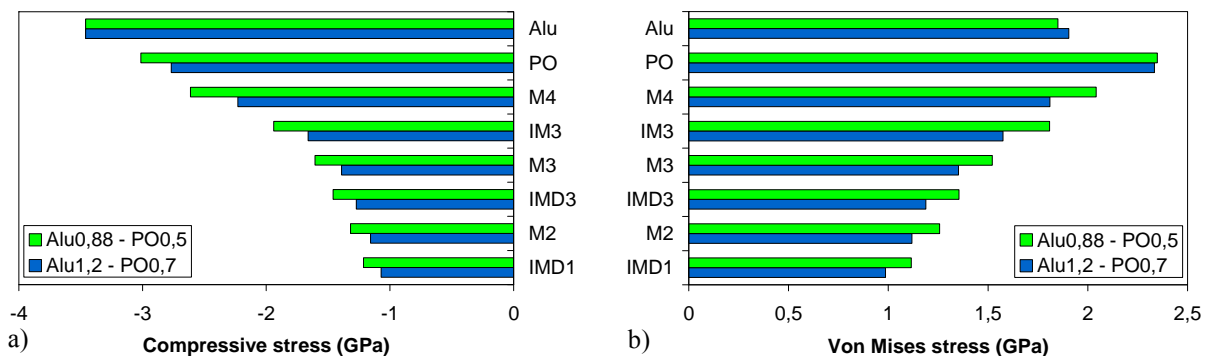 Alu
PO
M4
IM3
M3
IMD3
M2
IMD1
Alu0,88 - PO0,5
Alu1,2 - PO0,7
-4 -3 -2 -1 0
a) Compressive stress (GPa)
Alu
PO
M4
IM3
M3
IMD3
M2
IMD1
Alu0,88 - PO0,5
Alu1,2 - PO0,7
0 0,5 1 1,5 2 2,5
b) Von Mises stress (GPa)